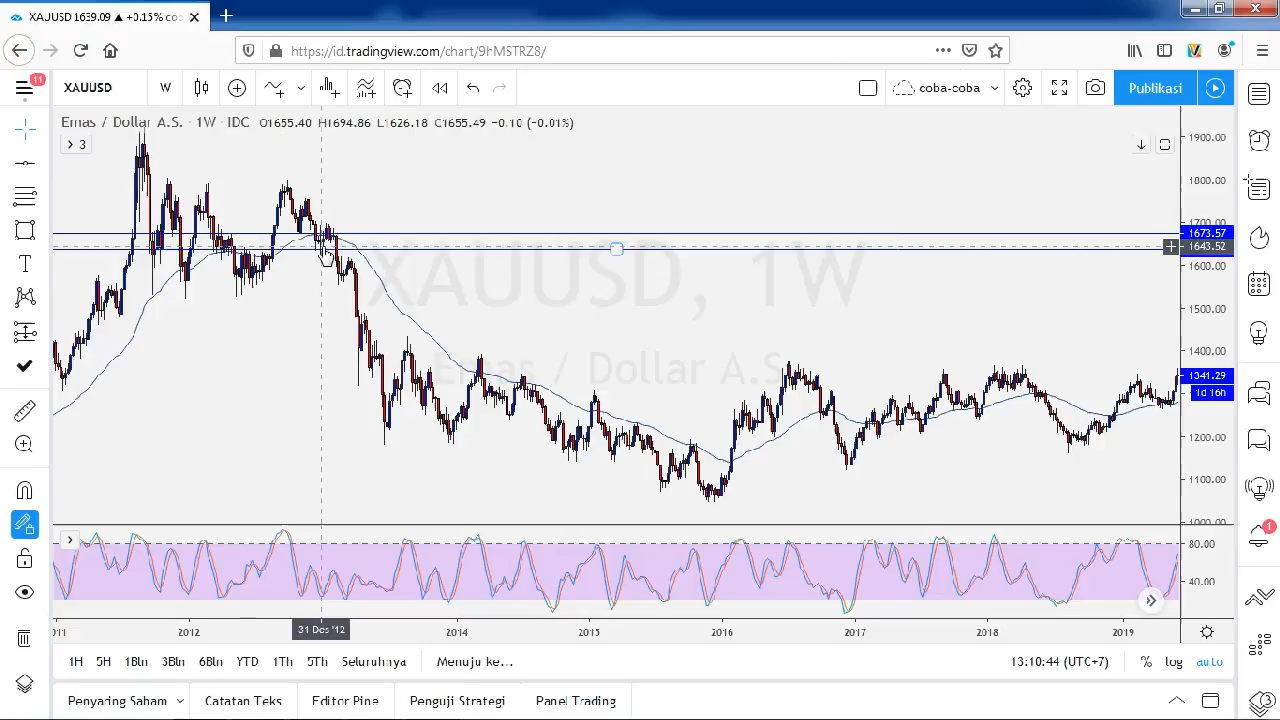 XAUUSD 1639.09 ▲ +0.15% co
https://id.tradingview.com/chart/9hMSTRZ8/
11
XAUUSD
W
coba-coba
Publikasi
Emas / Dollar A.S. · 1W · IDC O1655.40 H1694.86 L1626.18 C1655.49 −0.10 (−0.01%)
3
XAUUSD, 1W
Emas / Dollar A.S.
1900.00
1800.00
1700.00
1673.57
1643.52
1600.00
1500.00
1400.00
1341.29
1d 16h
1200.00
1100.00
1000.00
80.00
40.00
1
011
2012
31 Des '12
2014
2015
2016
2017
2018
2019
1H
5H
1Bln
3Bln
6Bln
YTD
1Th
5Th
Seluruhnya
Menuju ke...
13:10:44 (UTC+7)
%
log
auto
Penyaring Saham
Catatan Teks
Editor Pine
Penguji Strategi
Panel Trading